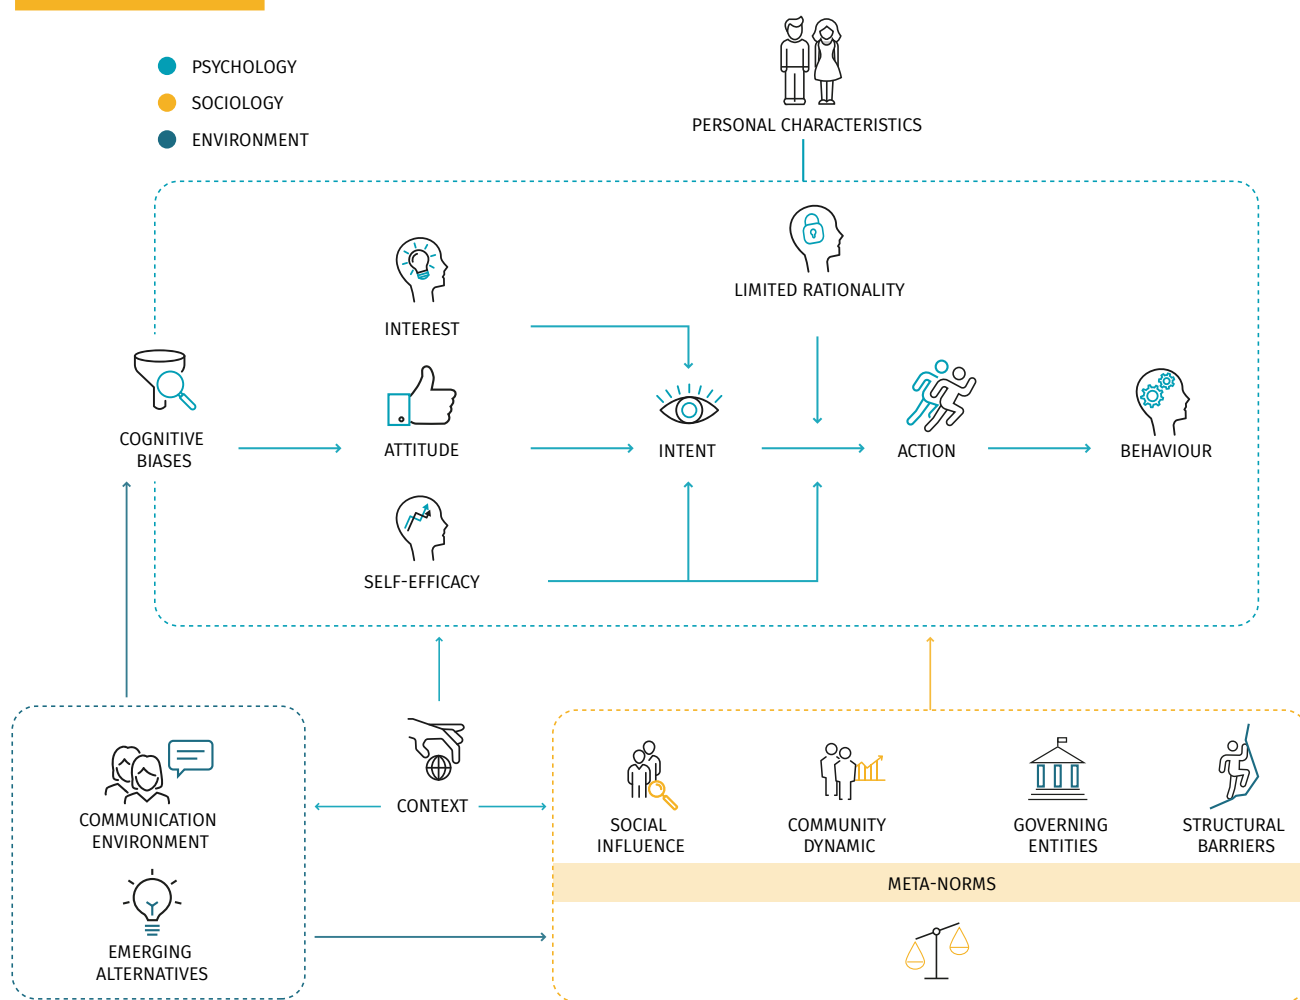 PSYCHOLOGY
SOCIOLOGY
ENVIRONMENT
PERSONAL CHARACTERISTICS
LIMITED RATIONALITY
INTEREST
COGNITIVE
BIASES
ATTITUDE
INTENT
ACTION
BEHAVIOUR
SELF-EFFICACY
COMMUNICATION
ENVIRONMENT
CONTEXT
SOCIAL
INFLUENCE
COMMUNITY
DYNAMIC
GOVERNING
ENTITIES
STRUCTURAL
BARRIERS
META-NORMS
EMERGING
ALTERNATIVES